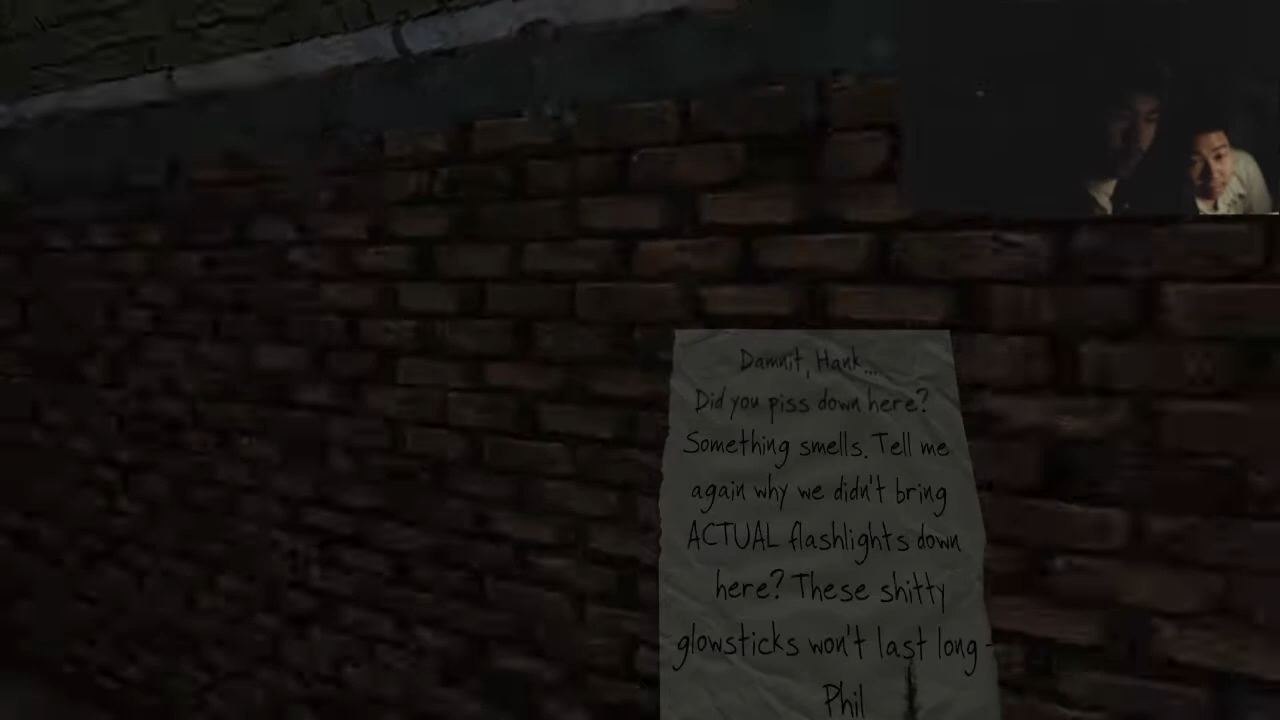 Damnit, Hank...
Did you piss down here?
Something smells. Tell me
again why we didn't bring
ACTUAL flashlights down
here? These shitty
glowsticks won't last long -
Phil